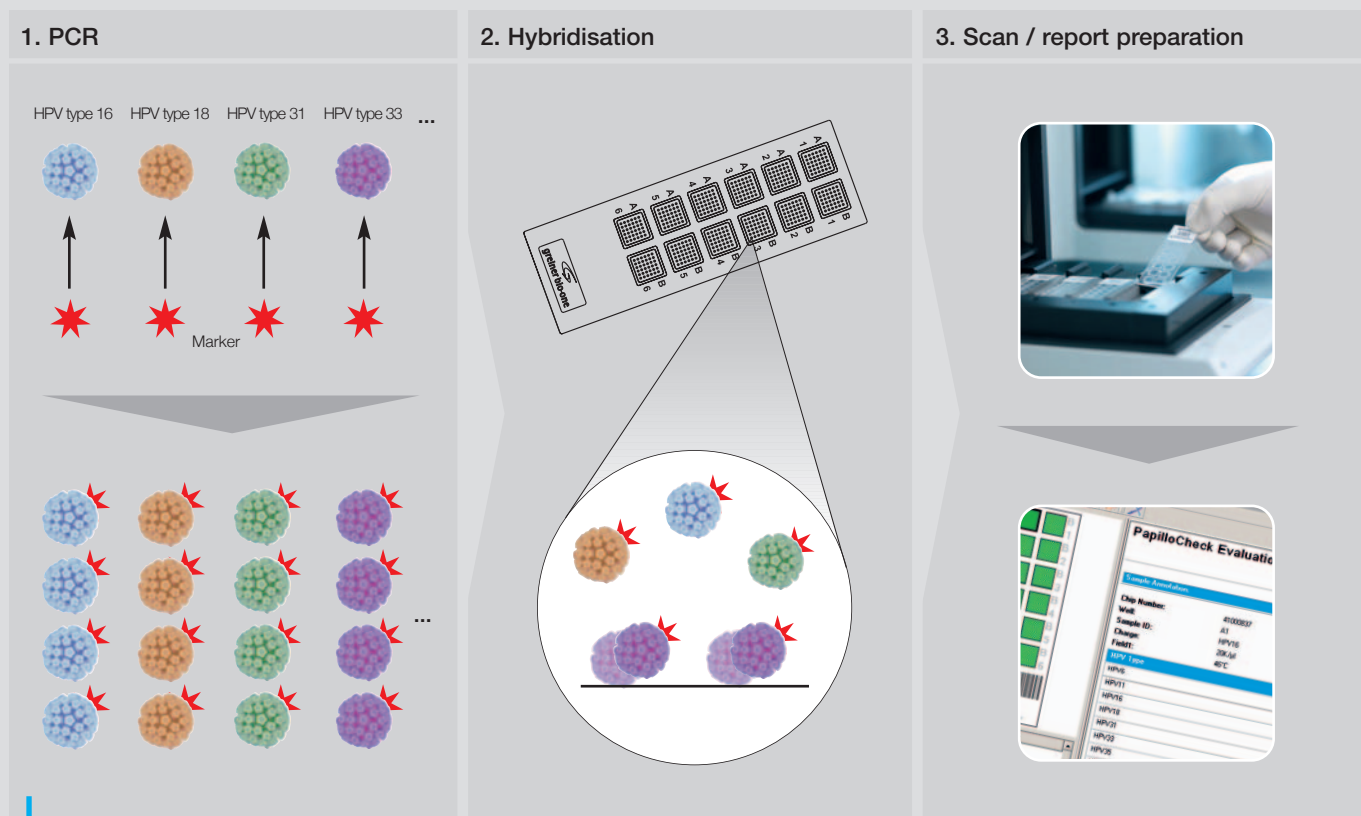 1. PCR
HPV type 16 HPV type 18 HPV type 31 HPV type 33 ...
Marker
...
2. Hybridisation
A A A A A A
1 2 3 4 5 6
B B B B B B
1 2 3 4 5 6
greiner bio-one
3. Scan / report preparation
PapilloCheck
Sample Annotation
Chip Number: 41000837
Well: A1
Sample ID: HPV16
Charge: 20K/µl
Field1: 46°C
HPV Type
HPV6
HPV11
HPV16
HPV18
HPV31
HPV33
HPV35